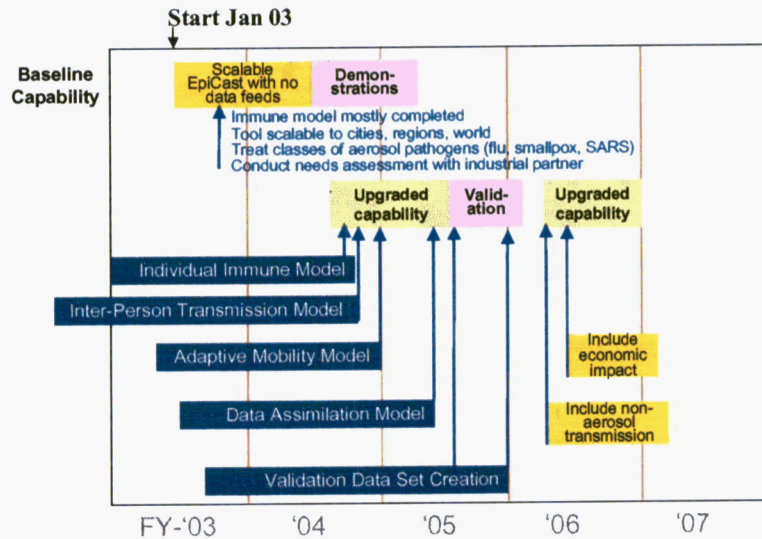 Start Jan 03
Baseline
Capability
Scalable
EpiCast with no
data feeds
Demon-
strations
Immune model mostly completed
Tool scalable to cities, regions, world
Treat classes of aerosol pathogens (flu, smallpox, SARS)
Conduct needs assessment with industrial partner
Upgraded
capability
Valid-
ation
Upgraded
capability
Individual Immune Model
Inter-Person Transmission Model
Adaptive Mobility Model
Include
economic
impact
Data Assimilation Model
Include non-
aerosol
transmission
Validation Data Set Creation
FY-'03
'04
'05
'06
'07